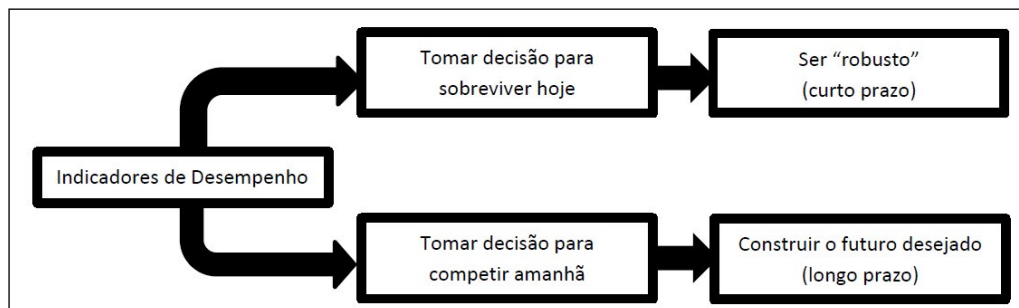 Tomar decisão para
sobreviver hoje
Ser “robusto”
(curto prazo)
Indicadores de Desempenho
Tomar decisão para
competir amanhã
Construir o futuro desejado
(longo prazo)